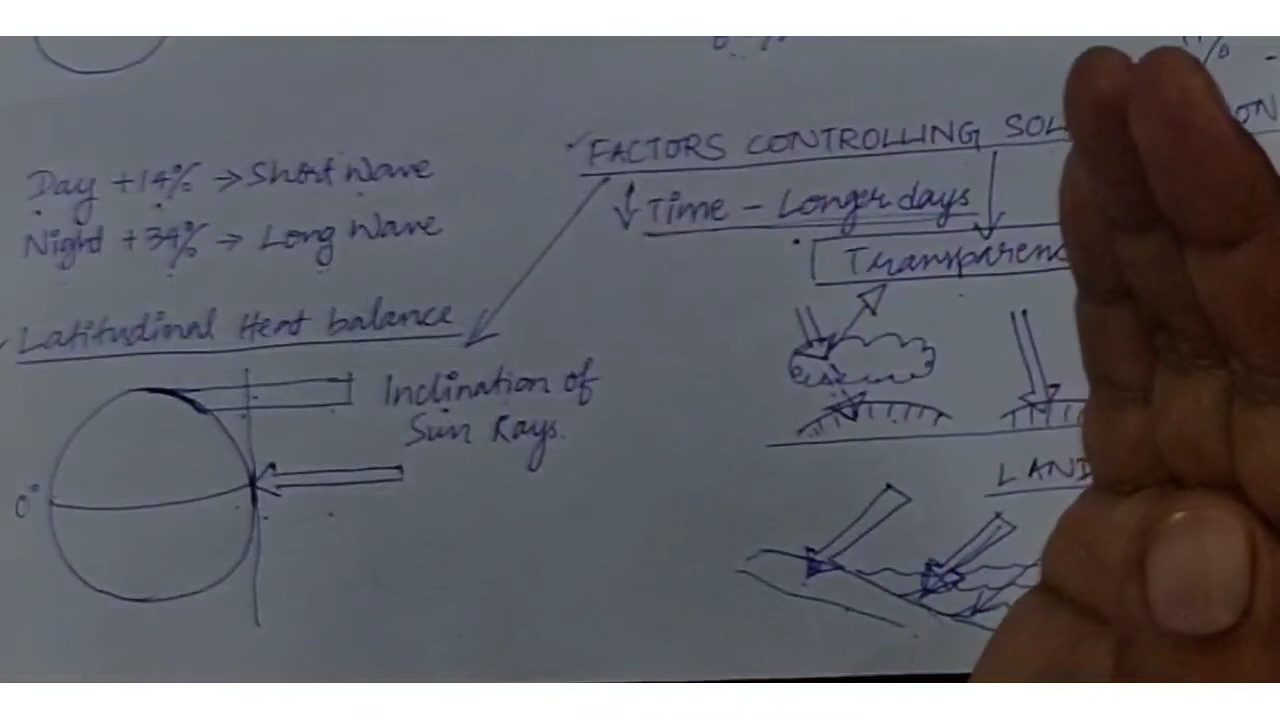 Day +14% → Short Wave
Night +34% → Long Wave
Latitudinal Heat balance
Inclination of
Sun Rays.
0°
FACTORS CONTROLLING SOL ON
Time - Longer days
Transparenc
LAND